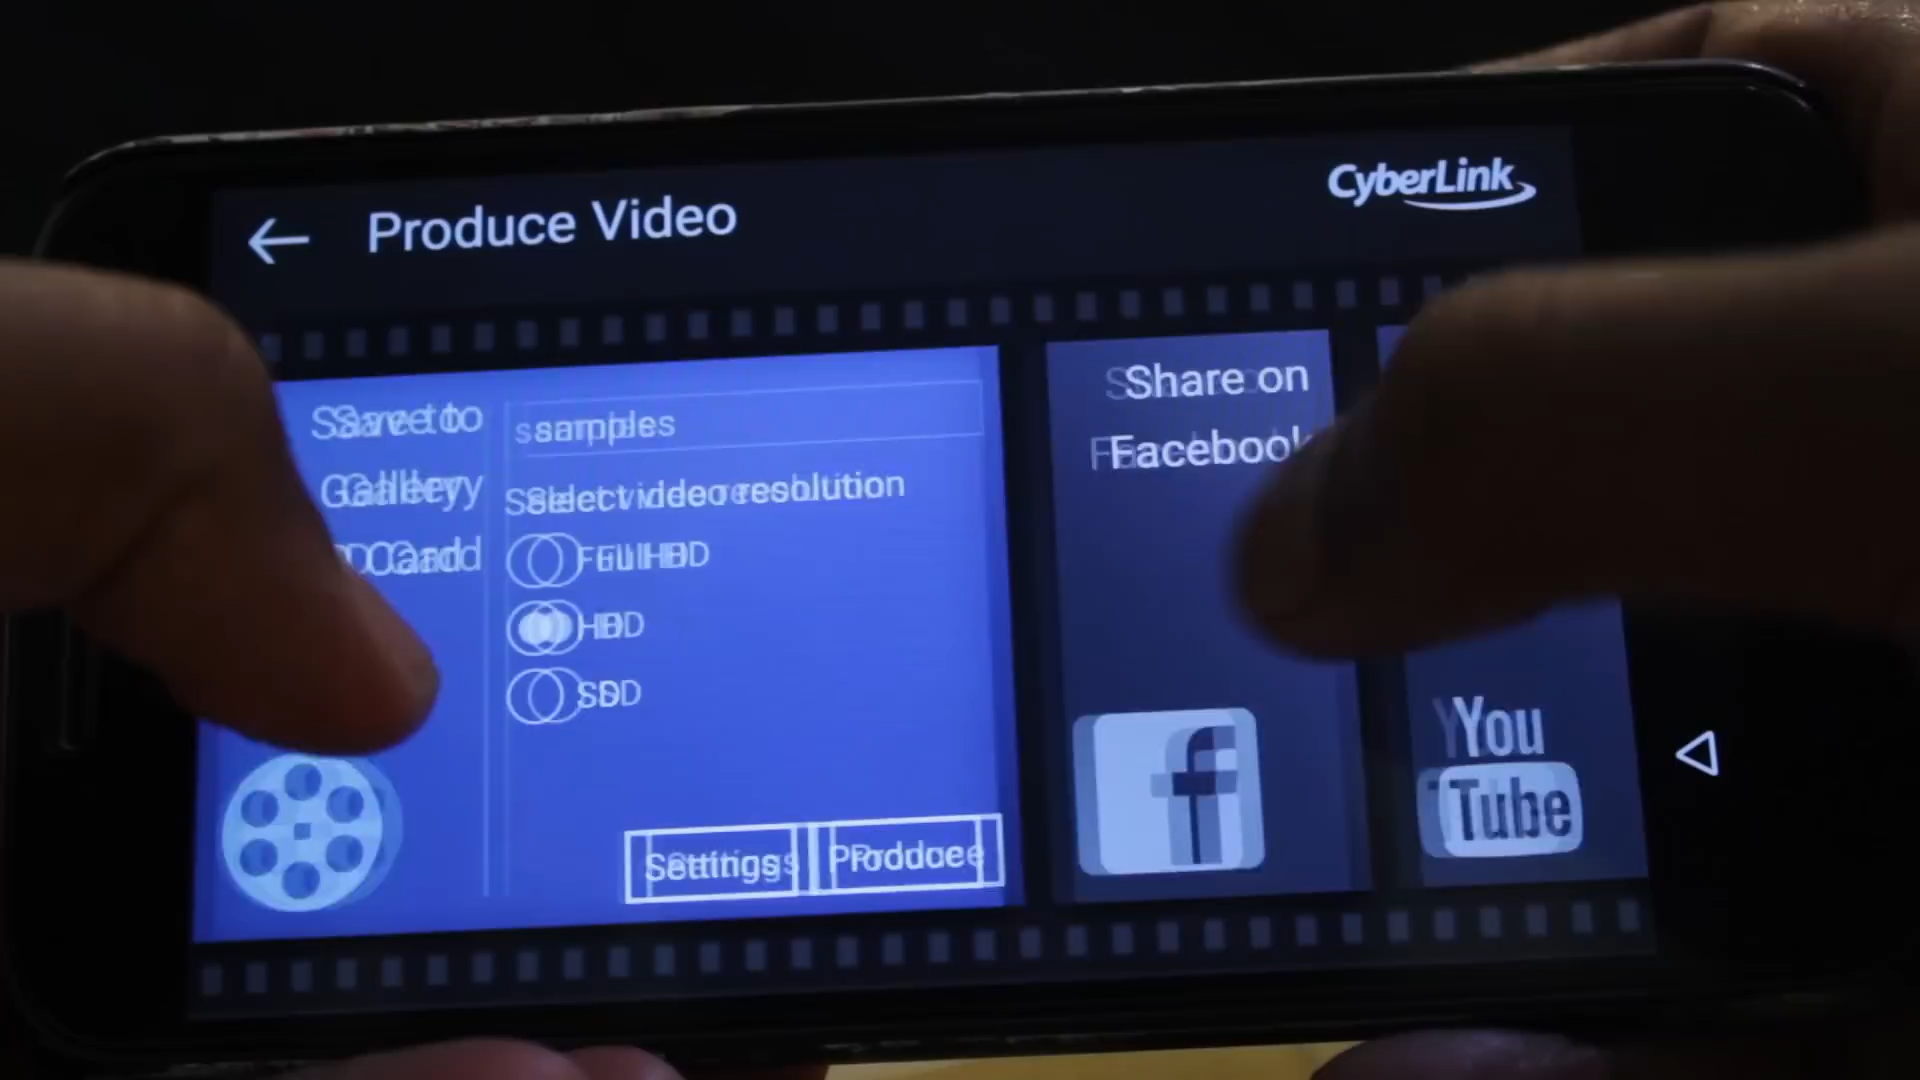 Produce Video
CyberLink
Save to
Gallery
Card
samples
Select video resolution
Full HD
HD
SD
Settings
Produce
Share on
Facebook
f
You
Tube